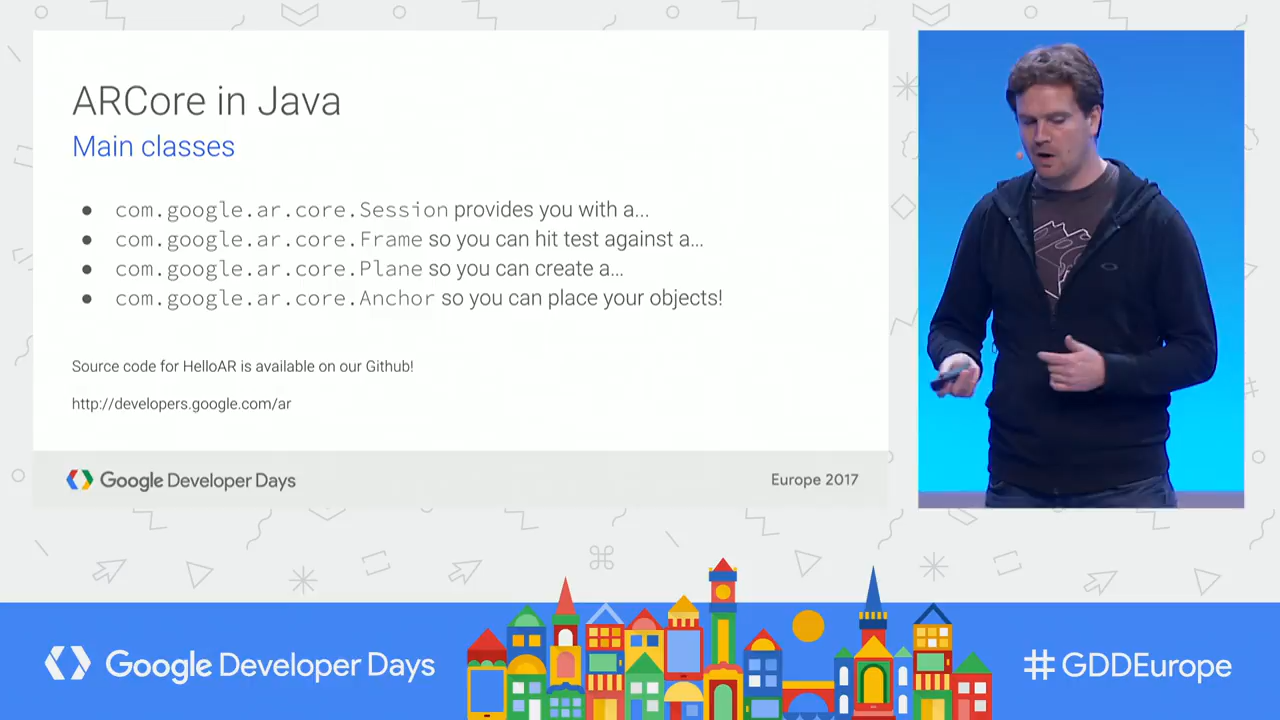 ARCore in Java
Main classes
● com.google.ar.core.Session provides you with a...
● com.google.ar.core.Frame so you can hit test against a...
● com.google.ar.core.Plane so you can create a...
● com.google.ar.core.Anchor so you can place your objects!
Source code for HelloAR is available on our Github!
http://developers.google.com/ar
Google Developer Days
Europe 2017
Google Developer Days
#GDDEurope